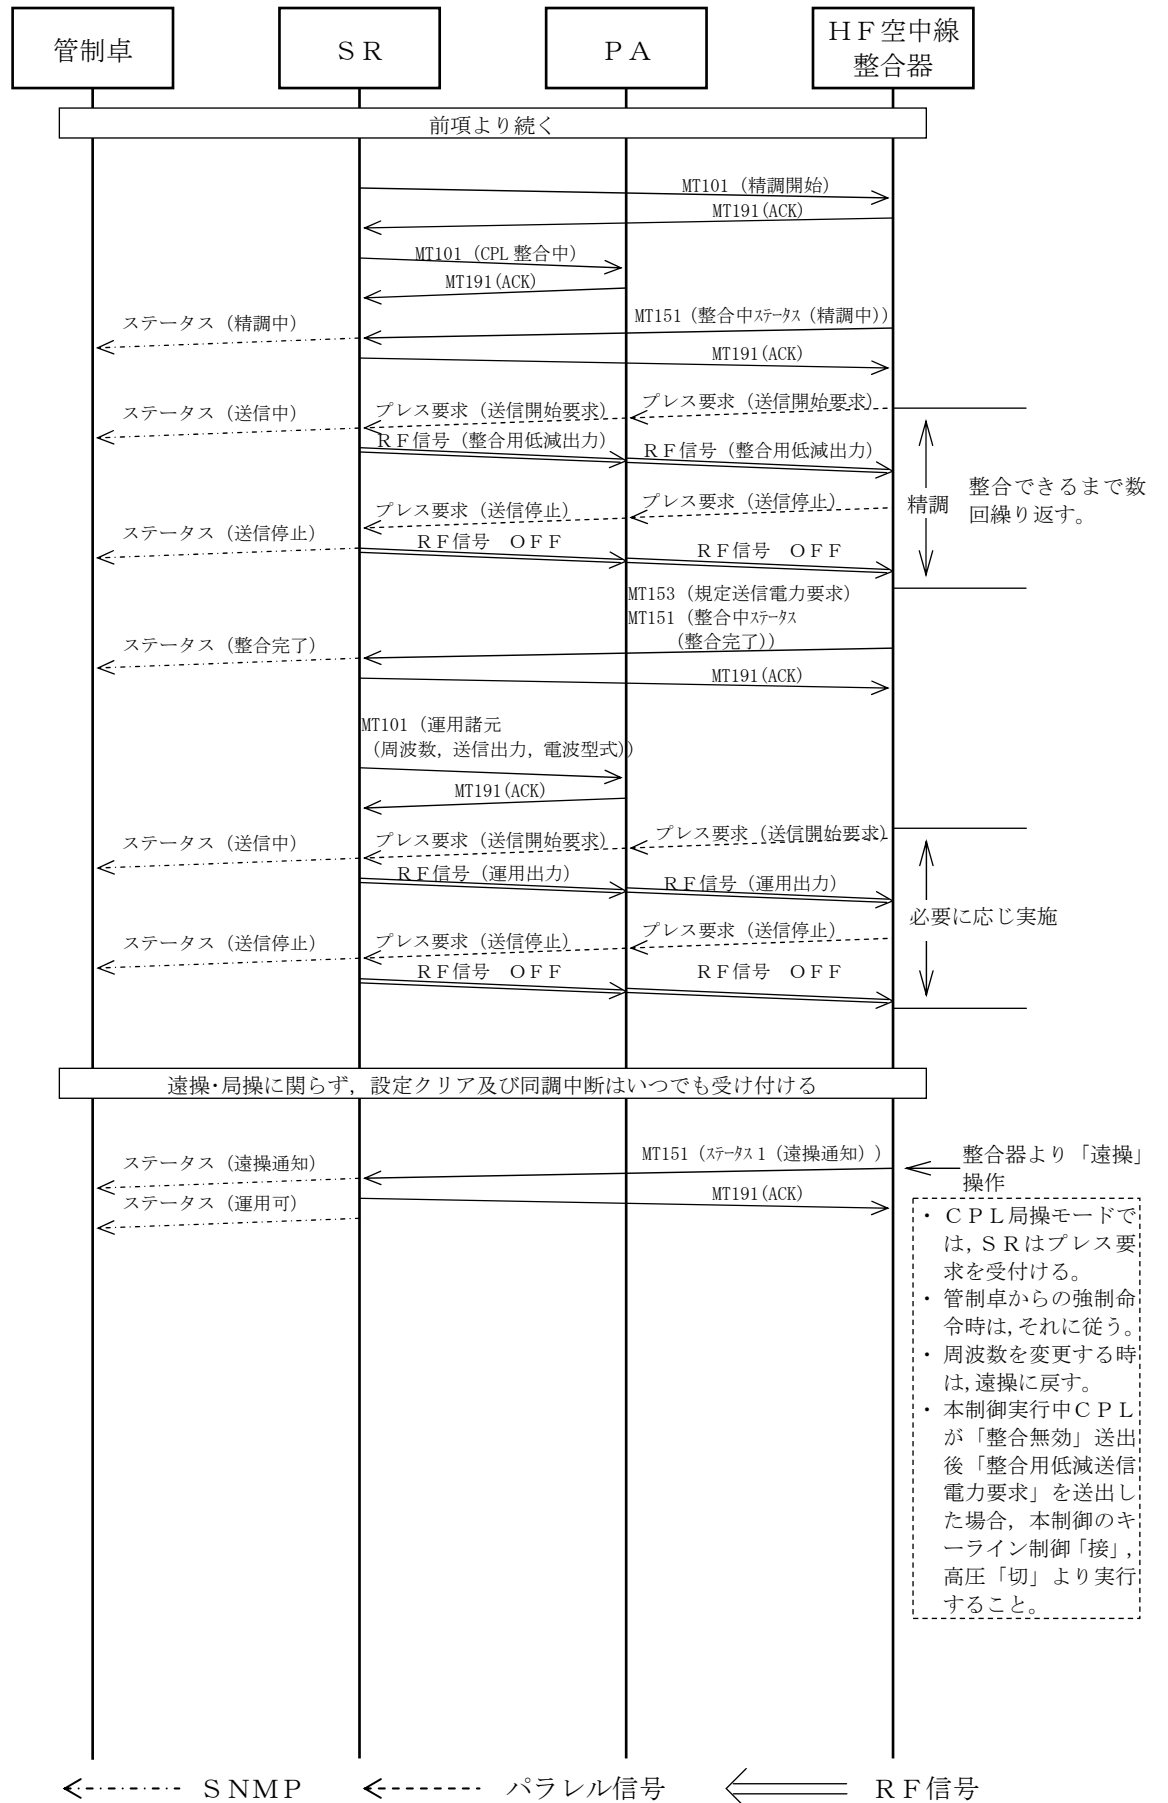 管制卓
ＳＲ
ＰＡ
ＨＦ空中線
整合器
前項より続く
MT101（精調開始）
MT191(ACK)
MT101（CPL 整合中）
MT191(ACK)
MT151（整合中ｽﾃｰﾀｽ（精調中））
ステータス（精調中）
MT191(ACK)
ステータス（送信中）
プレス要求（送信開始要求）
プレス要求（送信開始要求）
ＲＦ信号（整合用低減出力）
ＲＦ信号（整合用低減出力）
精調
整合できるまで数
回繰り返す。
ステータス（送信停止）
プレス要求（送信停止）
プレス要求（送信停止）
ＲＦ信号　ＯＦＦ
ＲＦ信号　ＯＦＦ
MT153（規定送信電力要求）
MT151（整合中ｽﾃｰﾀｽ
（整合完了））
ステータス（整合完了）
MT191(ACK)
MT101（運用諸元
（周波数，送信出力，電波型式））
MT191(ACK)
ステータス（送信中）
プレス要求（送信開始要求）
プレス要求（送信開始要求）
ＲＦ信号（運用出力）
ＲＦ信号（運用出力）
必要に応じ実施
ステータス（送信停止）
プレス要求（送信停止）
プレス要求（送信停止）
ＲＦ信号　ＯＦＦ
ＲＦ信号　ＯＦＦ
遠操･局操に関らず，設定クリア及び同調中断はいつでも受け付ける
MT151（ｽﾃｰﾀｽ 1（遠操通知））
整合器より「遠操」
操作
ステータス（遠操通知）
MT191(ACK)
ステータス（運用可）
・ ＣＰＬ局操モードで
は，ＳＲはプレス要
求を受付ける。
・ 管制卓からの強制命
令時は，それに従う。
・ 周波数を変更する時
は，遠操に戻す。
・ 本制御実行中ＣＰＬ
が「整合無効」送出
後「整合用低減送信
電力要求」を送出し
た場合，本制御のキ
ーライン制御「接」，
高圧「切」より実行
すること。
ＳＮＭＰ
パラレル信号
ＲＦ信号